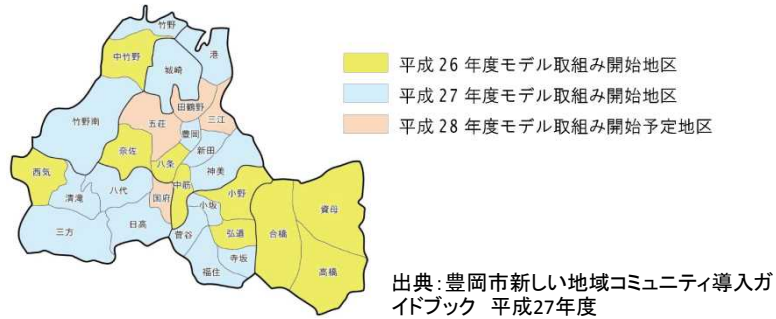 竹野
港
中竹野
城崎
田鶴野
三江
竹野南
五荘
豊岡
新田
奈佐
八条
神美
西気
中筋
小野
清滝
八代
国府
小坂
資母
三方
日高
菅谷
弘道
合橋
寺坂
福住
高橋
平成 26 年度モデル取組み開始地区
平成 27 年度モデル取組み開始地区
平成 28 年度モデル取組み開始予定地区
出典：豊岡市新しい地域コミュニティ導入ガ
イドブック 平成27年度